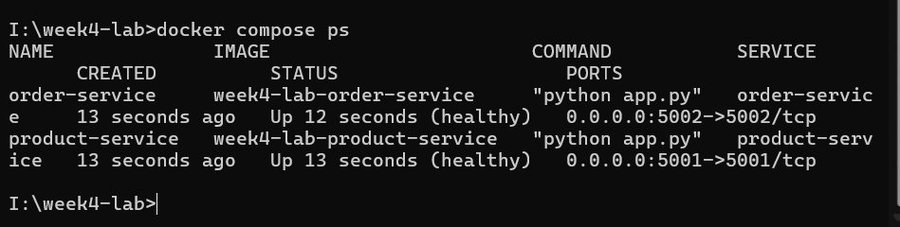 I:\week4-lab>docker compose ps
NAME                IMAGE                       COMMAND           SERVICE
      CREATED          STATUS                    PORTS
order-service     week4-lab-order-service     "python app.py"   order-servic
e   13 seconds ago   Up 12 seconds (healthy)   0.0.0.0:5002->5002/tcp
product-service   week4-lab-product-service   "python app.py"   product-serv
ice   13 seconds ago   Up 13 seconds (healthy)   0.0.0.0:5001->5001/tcp
I:\week4-lab>